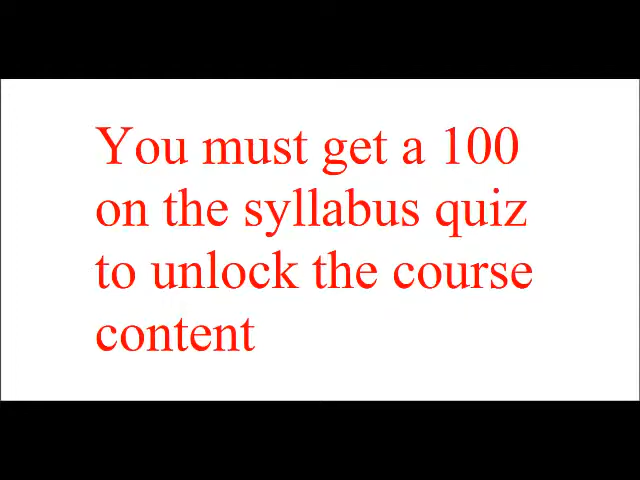 You must get a 100
on the syllabus quiz
to unlock the course
content